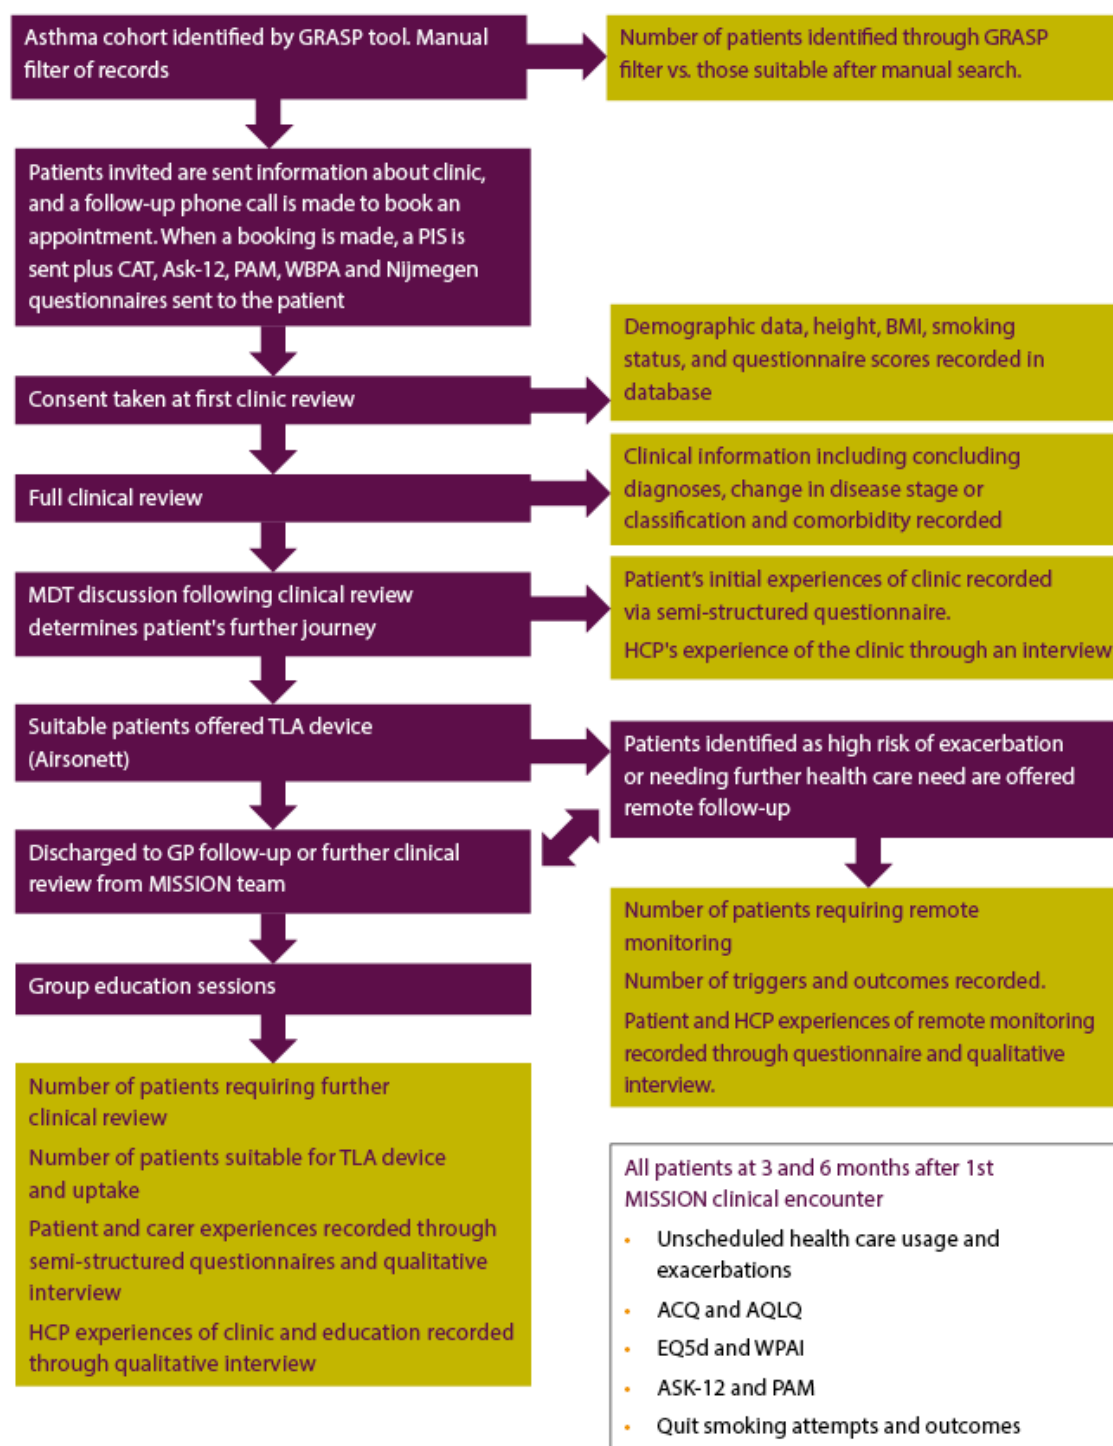 Asthma cohort identified by GRASP tool. Manual
filter of records
Number of patients identified through GRASP
filter vs. those suitable after manual search.
Patients invited are sent information about clinic,
and a follow-up phone call is made to book an
appointment. When a booking is made, a PIS is
sent plus CAT, Ask-12, PAM, WBPA and Nijmegen
questionnaires sent to the patient
Consent taken at first clinic review
Demographic data, height, BMI, smoking
status, and questionnaire scores recorded in
database
Full clinical review
Clinical information including concluding
diagnoses, change in disease stage or
classification and comorbidity recorded
MDT discussion following clinical review
determines patient's further journey
Patient's initial experiences of clinic recorded
via semi-structured questionnaire.
HCP's experience of the clinic through an interview
Suitable patients offered TLA device
(Airsonett)
Patients identified as high risk of exacerbation
or needing further health care need are offered
remote follow-up
Discharged to GP follow-up or further clinical
review from MISSION team
Number of patients requiring remote
monitoring
Number of triggers and outcomes recorded.
Patient and HCP experiences of remote monitoring
recorded through questionnaire and qualitative
interview.
Group education sessions
Number of patients requiring further
clinical review
Number of patients suitable for TLA device
and uptake
Patient and carer experiences recorded through
semi-structured questionnaires and qualitative
interview
HCP experiences of clinic and education recorded
through qualitative interview
All patients at 3 and 6 months after 1st
MISSION clinical encounter
• Unscheduled health care usage and
exacerbations
• ACQ and AQLQ
• EQ5d and WPAI
• ASK-12 and PAM
• Quit smoking attempts and outcomes